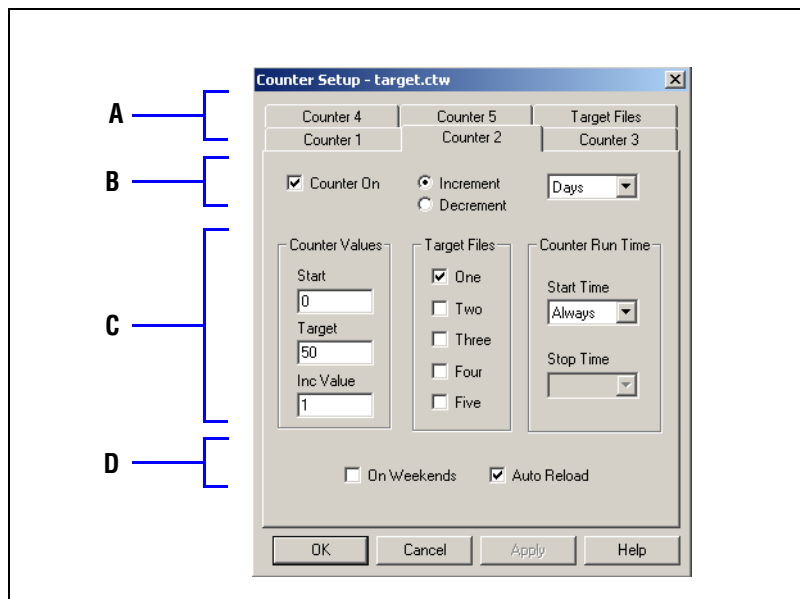 Counter Setup - target.ctw
A
Counter 4 Counter 5 Target Files
Counter 1 Counter 2 Counter 3
B
Counter On Increment Days
Decrement
C
Counter Values Target Files Counter Run Time
Start One Start Time
0 Two Always
Target Three
50 Four Stop Time
Inc Value Five
1
D
On Weekends Auto Reload
OK Cancel Apply Help